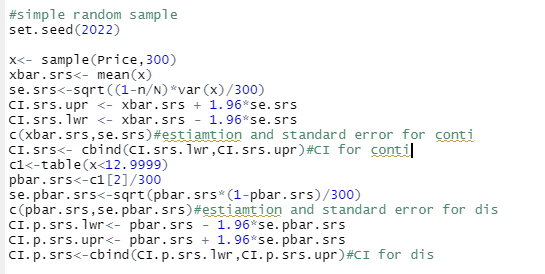 #simple random sample
set.seed(2022)
x<- sample(Price,300)
xbar.srs<- mean(x)
se.srs<-sqrt((1-n/N)*var(x)/300)
CI.srs.upr <- xbar.srs + 1.96*se.srs
CI.srs.lwr <- xbar.srs - 1.96*se.srs
c(xbar.srs,se.srs)#estiamtion and standard error for conti
CI.srs<- cbind(CI.srs.lwr,CI.srs.upr)#CI for conti
c1<-table(x<12.9999)
pbar.srs<-c1[2]/300
se.pbar.srs<-sqrt(pbar.srs*(1-pbar.srs)/300)
c(pbar.srs,se.pbar.srs)#estiamtion and standard error for dis
CI.p.srs.lwr<- pbar.srs - 1.96*se.pbar.srs
CI.p.srs.upr<- pbar.srs + 1.96*se.pbar.srs
CI.p.srs<-cbind(CI.p.srs.lwr,CI.p.srs.upr)#CI for dis